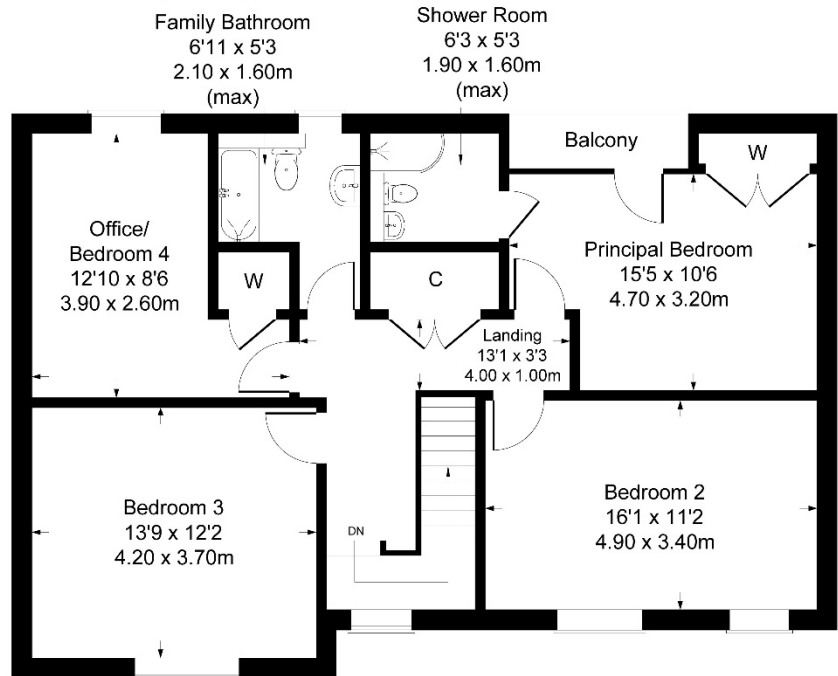 Family Bathroom
6'11 x 5'3
2.10 x 1.60m
(max)
Shower Room
6'3 x 5'3
1.90 x 1.60m
(max)
Balcony
W
Office/
Bedroom 4
12'10 x 8'6
3.90 x 2.60m
W
C
Principal Bedroom
15'5 x 10'6
4.70 x 3.20m
Landing
13'1 x 3'3
4.00 x 1.00m
Bedroom 3
13'9 x 12'2
4.20 x 3.70m
DN
Bedroom 2
16'1 x 11'2
4.90 x 3.40m